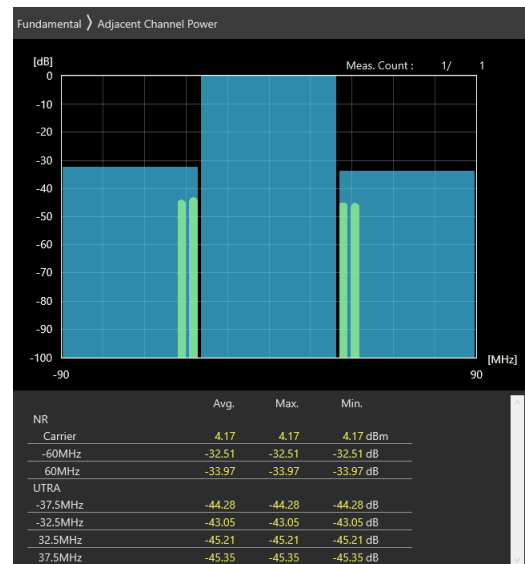 Fundamental 〉 Adjacent Channel Power
[dB]
Meas. Count : 1/ 1
0
-10
-20
-30
-40
-50
-60
-70
-80
-90
-100
[MHz]
-90 90
Avg. Max. Min.
NR
Carrier 4.17 4.17 4.17 dBm
-60MHz -32.51 -32.51 -32.51 dB
60MHz -33.97 -33.97 -33.97 dB
UTRA
-37.5MHz -44.28 -44.28 -44.28 dB
-32.5MHz -43.05 -43.05 -43.05 dB
32.5MHz -45.21 -45.21 -45.21 dB
37.5MHz -45.35 -45.35 -45.35 dB